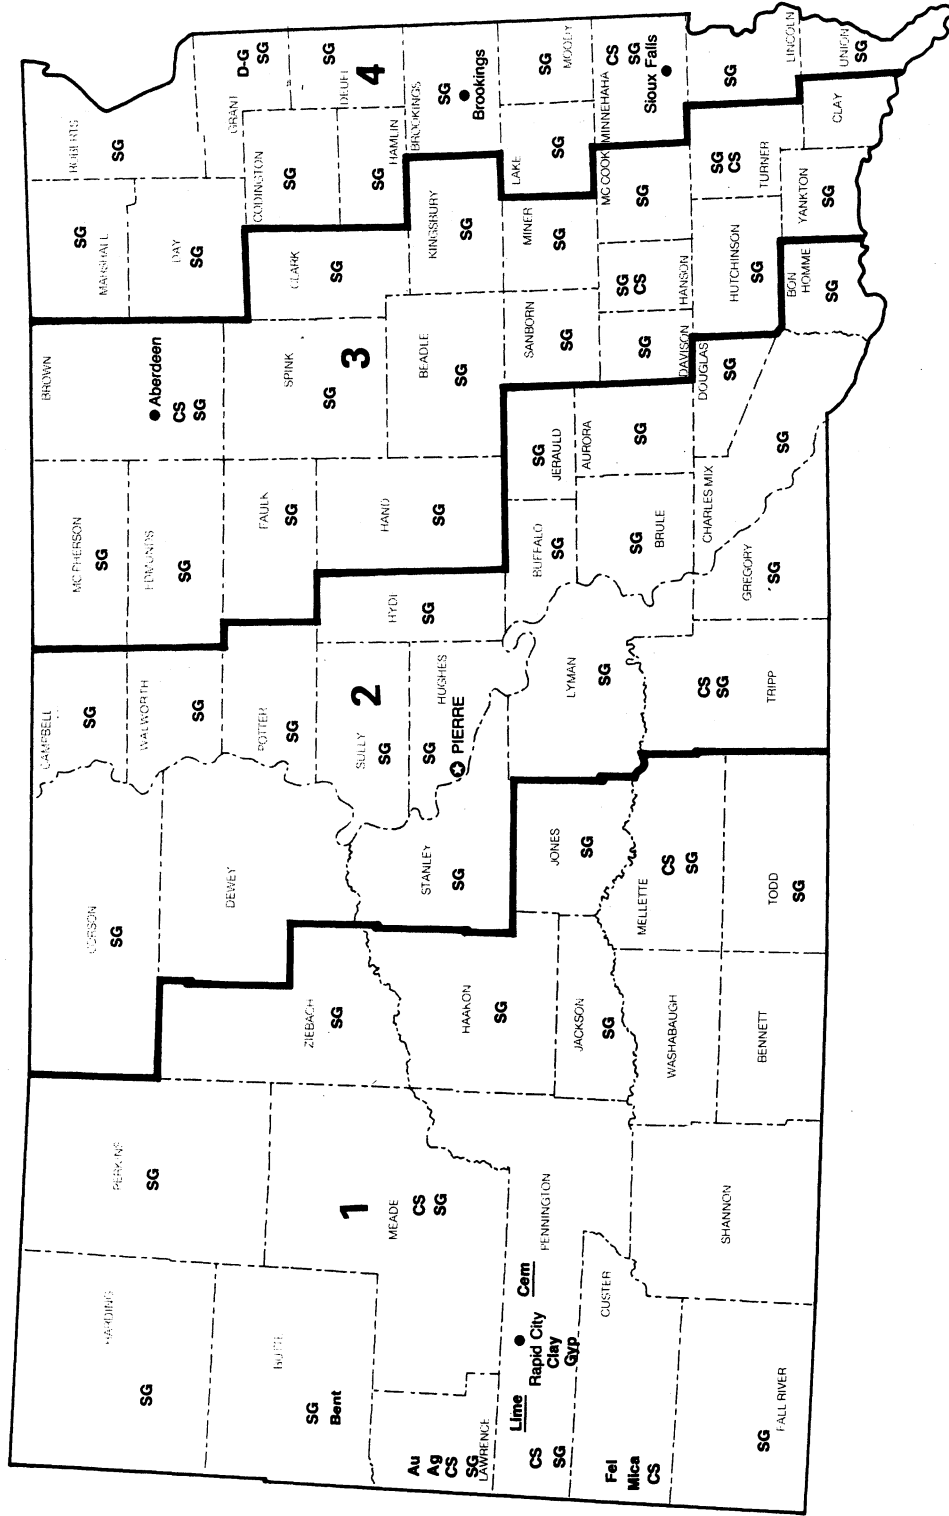 HARDING
SG
PERKINS
SG
CORSON
SG
CAMPBELL
SG
MC PHERSON
SG
BROWN
Aberdeen
CS
SG
MARSHALL
SG
ROBERTS
SG
BUTTE
SG
Bent
ZIEBACH
SG
DEWEY
WALWORTH
SG
EDMUNDS
SG
DAY
SG
GRANT
D-G
SG
POTTER
SG
FAULK
SG
SPINK
SG
3
CLARK
SG
CODINGTON
SG
DEUEL
SG
4
HAMLIN
SG
Au
Ag
CS
SG
LAWRENCE
1
MEADE
CS
SG
HAAKON
SG
STANLEY
SG
SULLY
SG
2
HUGHES
SG
PIERRE
HYDE
SG
HAND
SG
BEADLE
SG
KINGSBURY
SG
BROOKINGS
SG
Brookings
Lime
CS
SG
Cem
Rapid City
Clay
Gyp
PENNINGTON
JACKSON
SG
JONES
SG
LYMAN
SG
BUFFALO
SG
JERAULD
SG
SANBORN
SG
MINER
SG
LAKE
SG
MOODY
SG
Fel
Mica
CS
CUSTER
WASHABAUGH
MELLETTE
CS
SG
BRULE
SG
AURORA
SG
DAVISON
SG
HANSON
SG
CS
MC COOK
SG
MINNEHAHA
CS
SG
Sioux Falls
FALL RIVER
SG
SHANNON
BENNETT
TODD
SG
TRIPP
CS
SG
GREGORY
SG
CHARLES MIX
SG
DOUGLAS
SG
HUTCHINSON
SG
TURNER
SG
CS
LINCOLN
SG
BON
HOMME
SG
YANKTON
SG
CLAY
UNION
SG